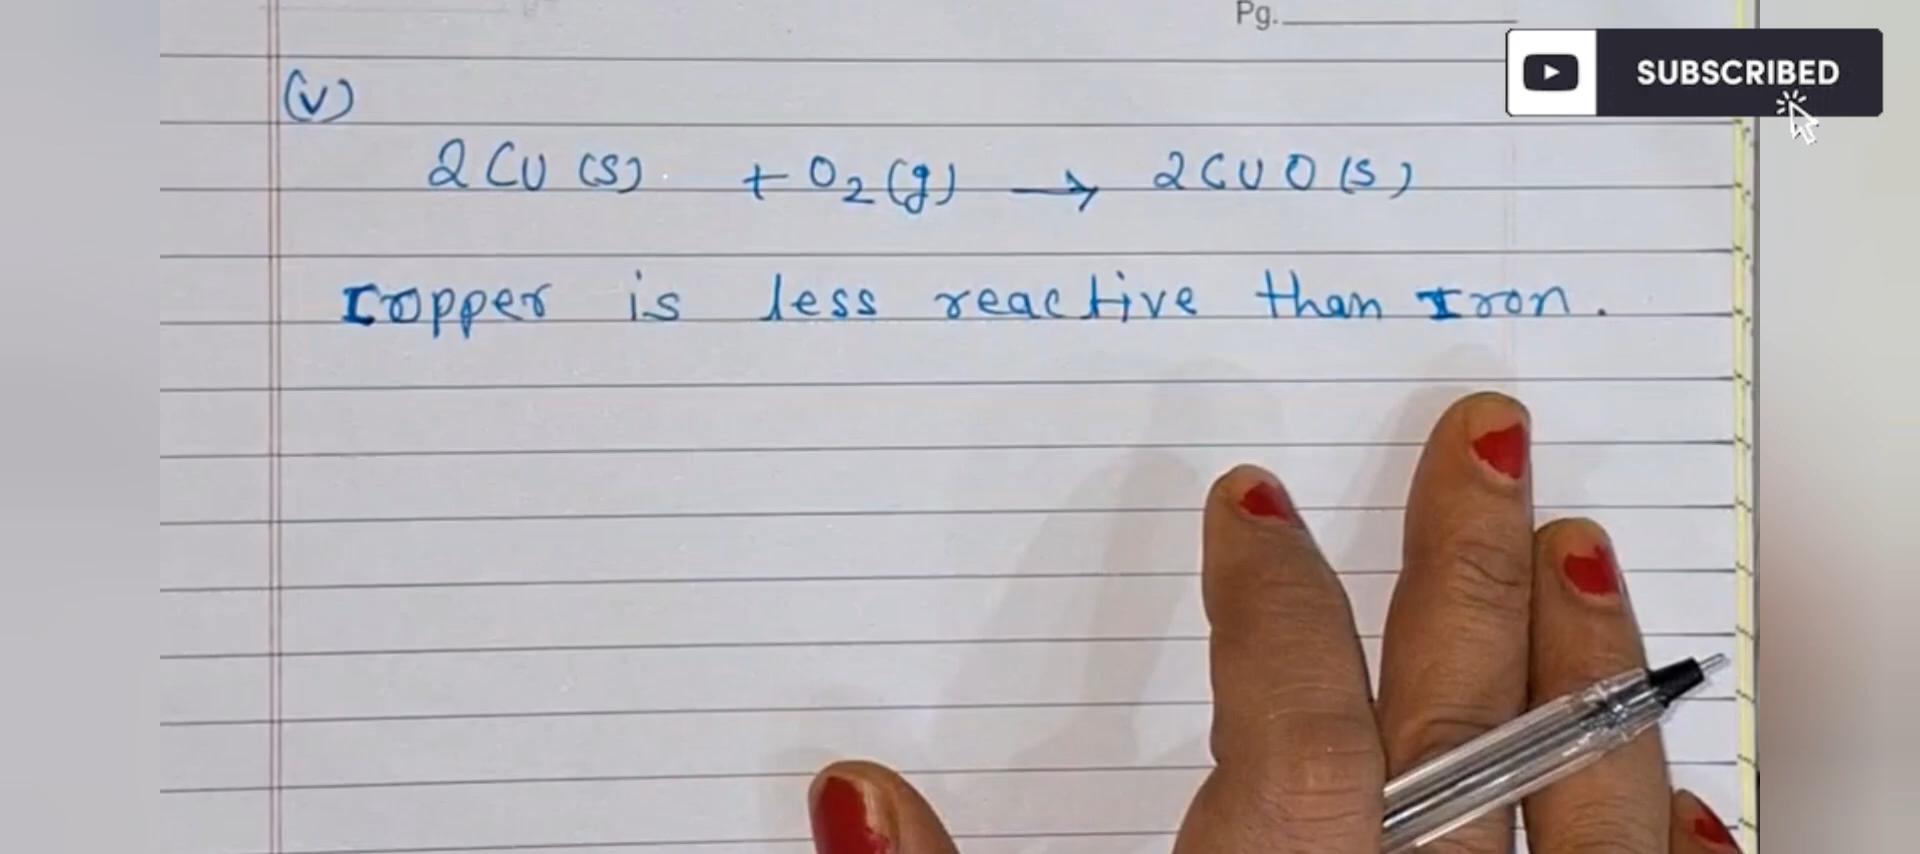 Pg.
SUBSCRIBED
(v)
2CU (s) + O2(g) → 2CUO(s)
Copper is less reactive than Iron.